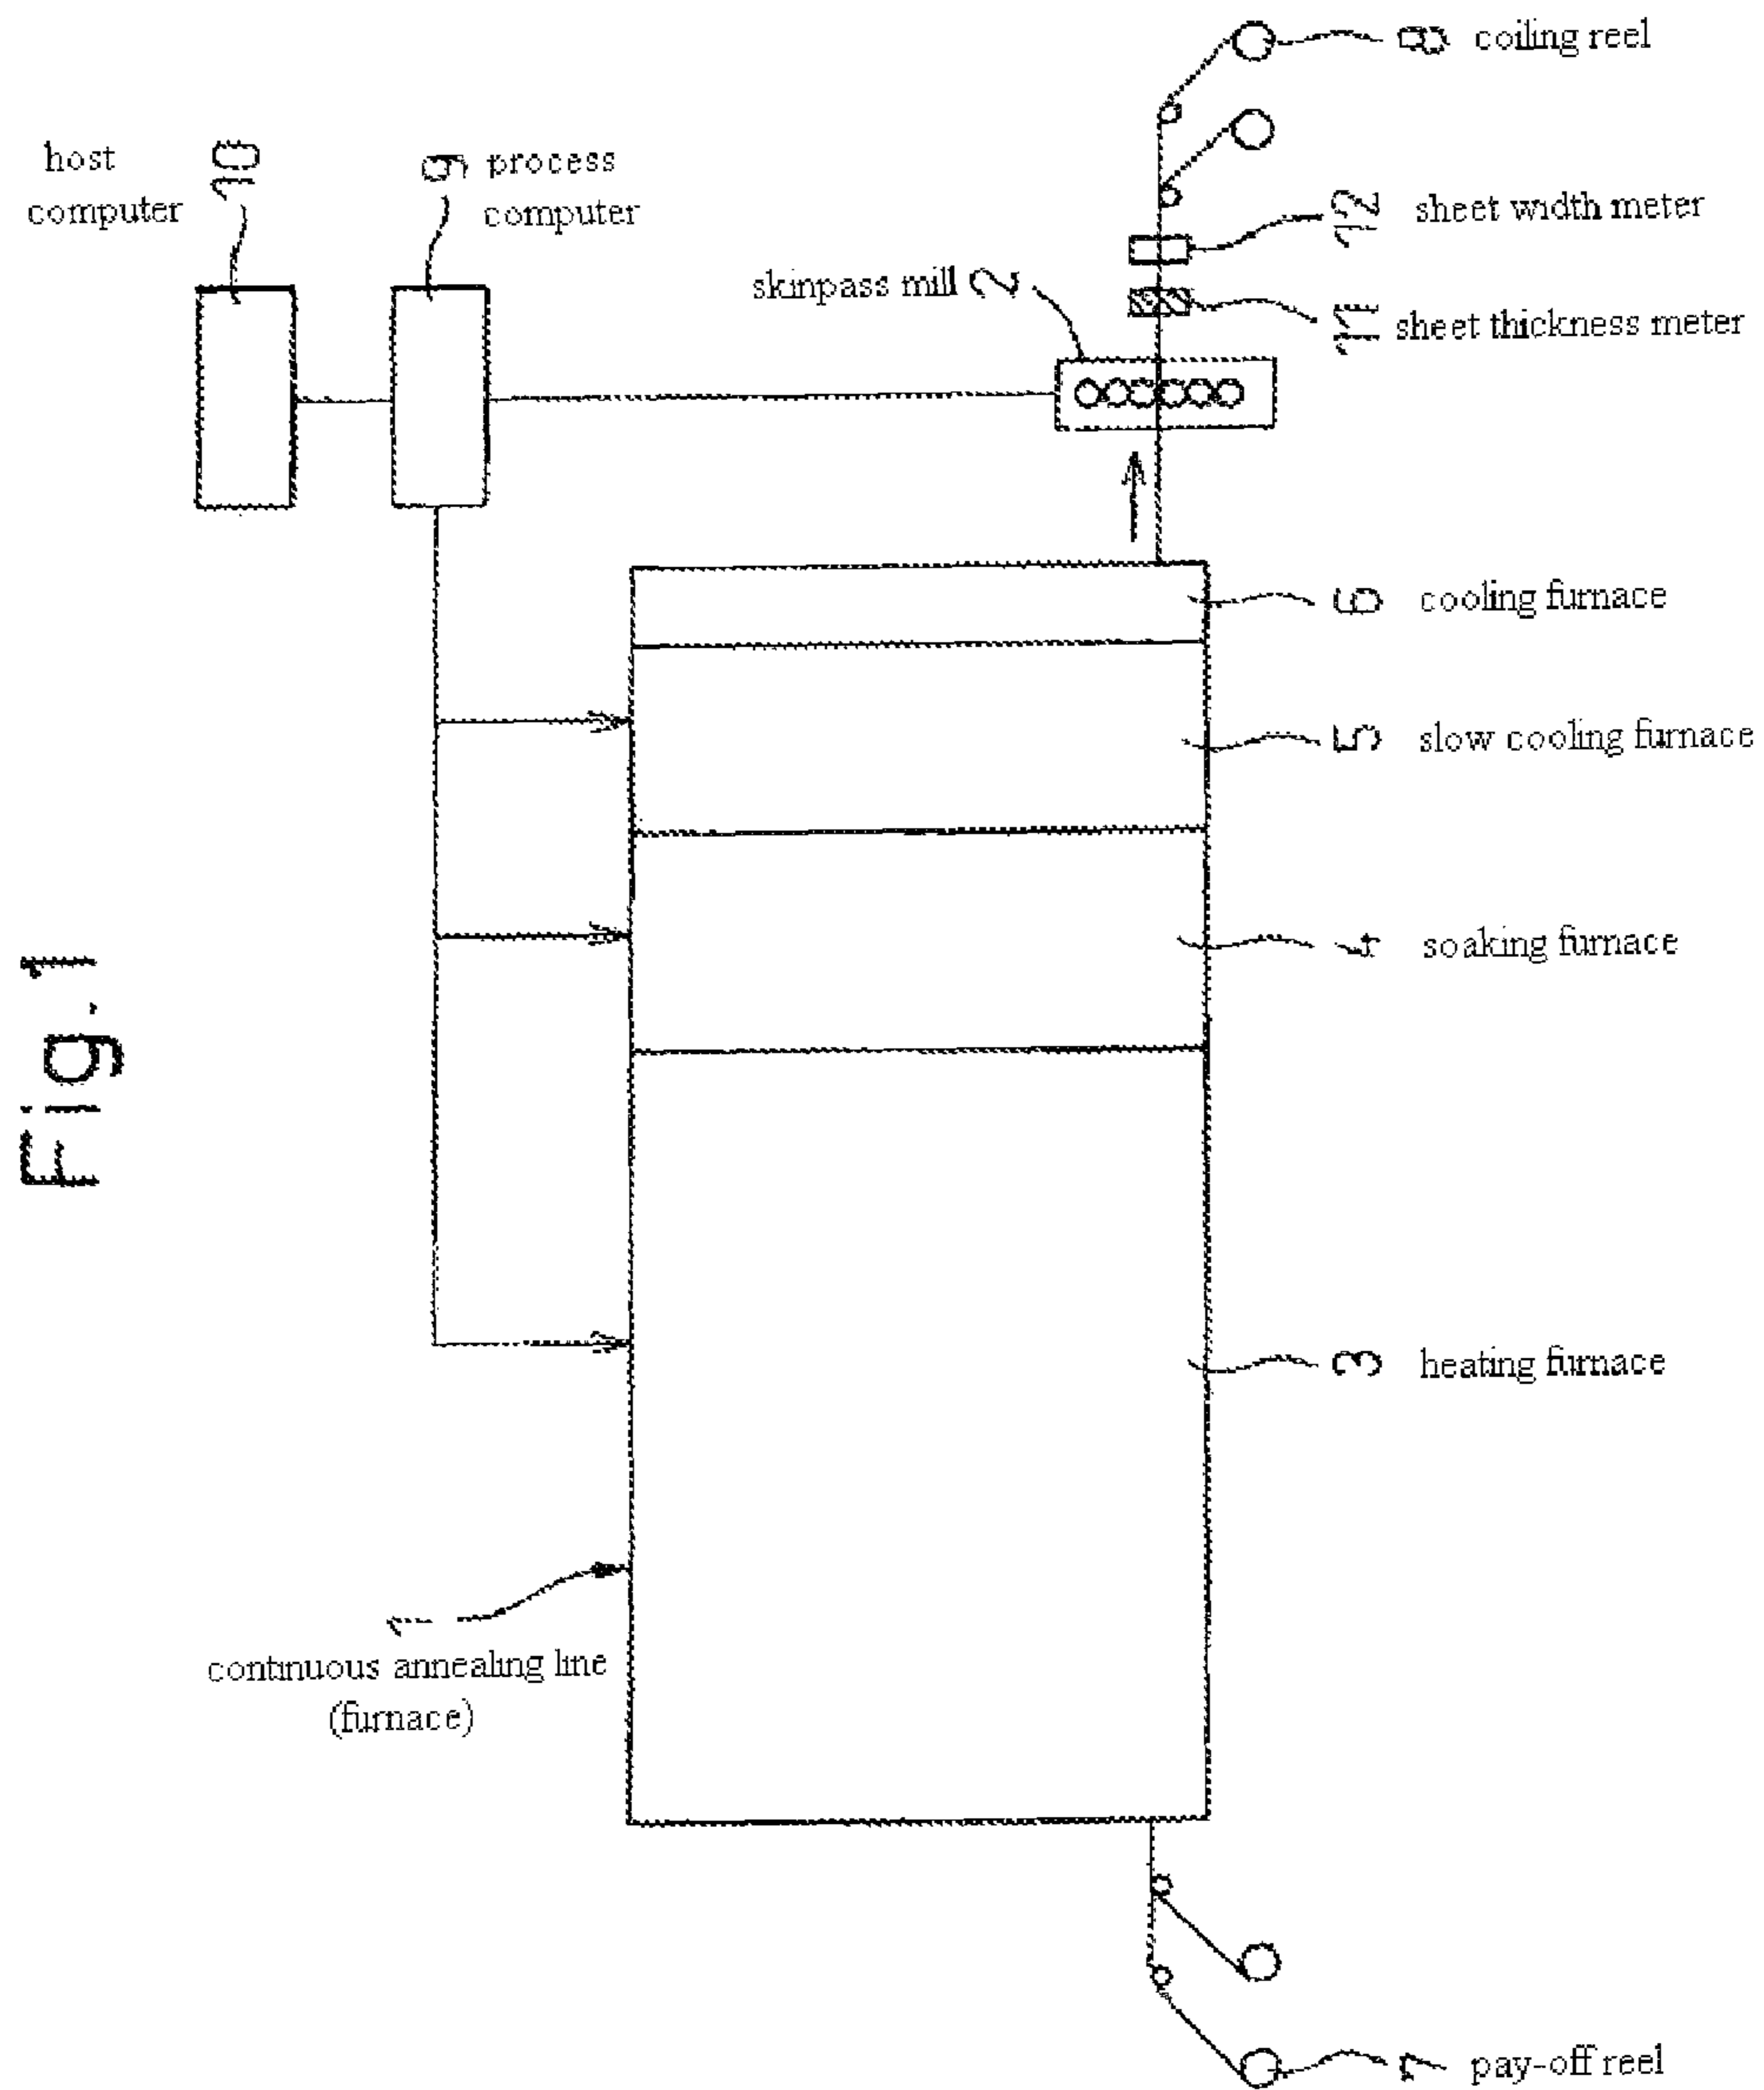 Fig.1
8 coiling reel
host
computer
10
9 process
computer
12 sheet width meter
skinpass mill 2
11 sheet thickness meter
6 cooling furnace
5 slow cooling furnace
4 soaking furnace
3 heating furnace
1
continuous annealing line
(furnace)
7 pay-off reel